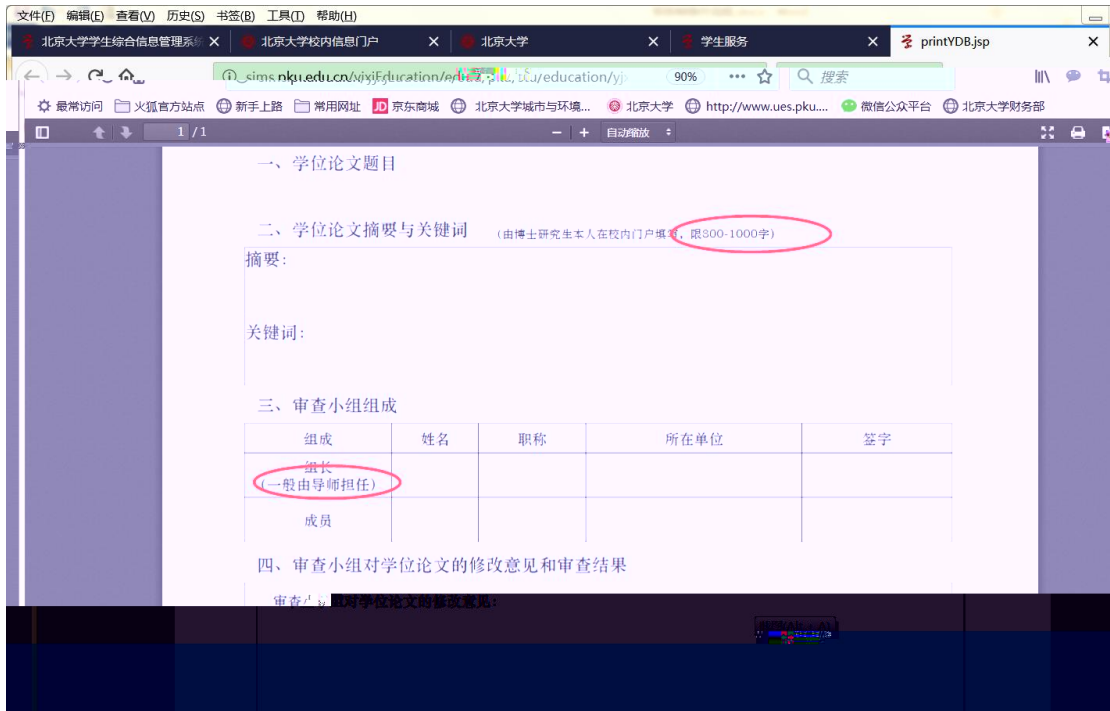 文件(F) 编辑(E) 查看(V) 历史(S) 书签(B) 工具(T) 帮助(H)
北京大学学生综合信息管理系统 北京大学校内信息门户 北京大学 学生服务 printYDB.jsp
90% 搜索
最常访问 火狐官方站点 新手上路 常用网址 JD 京东商城 北京大学城市与环境... 北京大学 http://www.ues.pku.... 微信公众平台 北京大学财务部
1 / 1 自动缩放
一、学位论文题目
二、学位论文摘要与关键词 (由博士研究生本人在校内门户填写, 限800-1000字)
摘要:
关键词:
三、审查小组组成
组成 姓名 职称 所在单位 签字
组长
(一般由导师担任)
成员
四、审查小组对学位论文的修改意见和审查结果
审查小组对学位论文的修改意见: